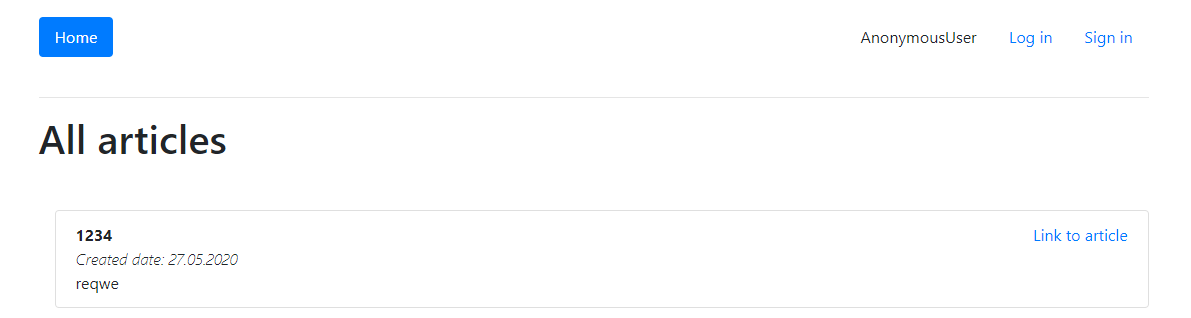 Home AnonymousUser Log in Sign in
All articles
1234 Link to article
Created date: 27.05.2020
reqwe